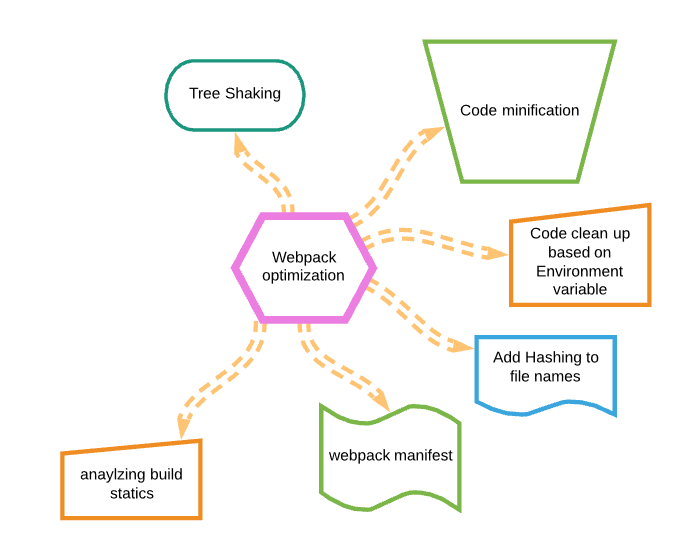 Tree Shaking
Code minification
Webpack
optimization
Code clean up
based on
Environment
variable
Add Hashing to
file names
webpack manifest
anaylzing build
statics